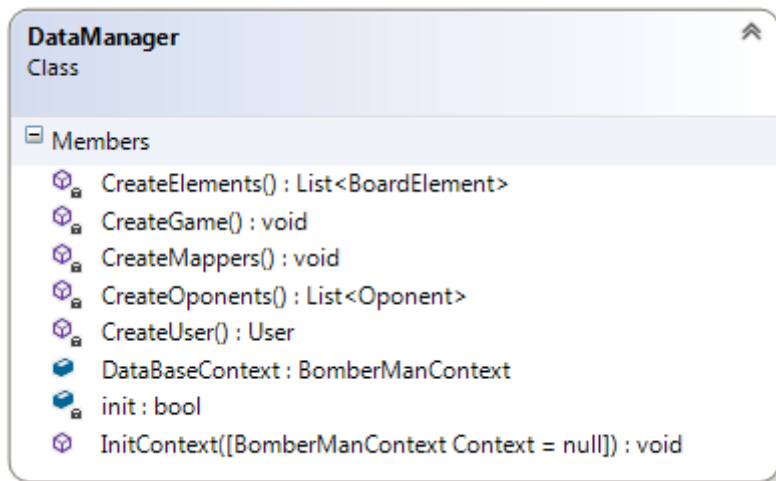 DataManager
Class
Members
CreateElements() : List<BoardElement>
CreateGame() : void
CreateMappers() : void
CreateOponents() : List<Oponent>
CreateUser() : User
DataBaseContext : BomberManContext
init : bool
InitContext([BomberManContext Context = null]) : void